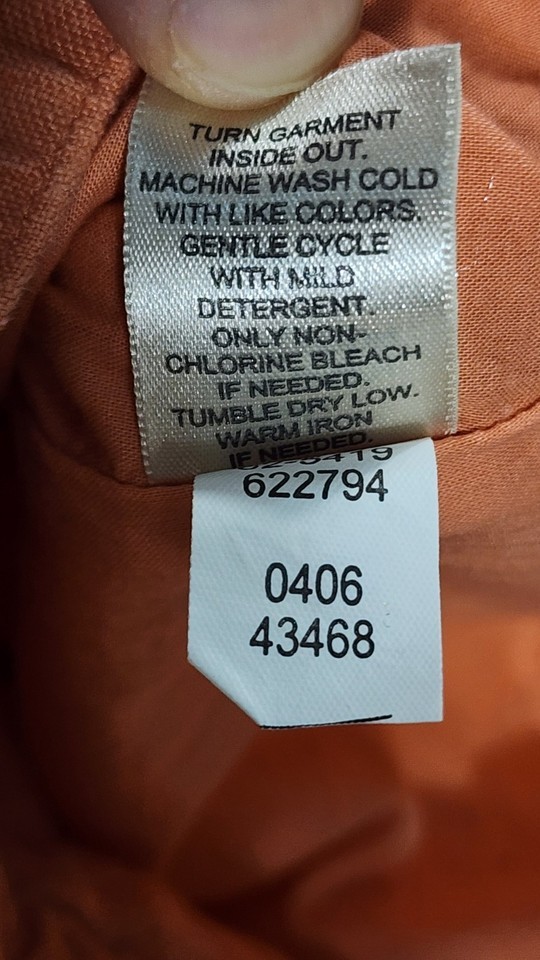 TURN GARMENT
INSIDE OUT.
MACHINE WASH COLD
WITH LIKE COLORS.
GENTLE CYCLE
WITH MILD
DETERGENT.
ONLY NON-
CHLORINE BLEACH
IF NEEDED.
TUMBLE DRY LOW.
WARM IRON
IF NEEDED.
622794
0406
43468